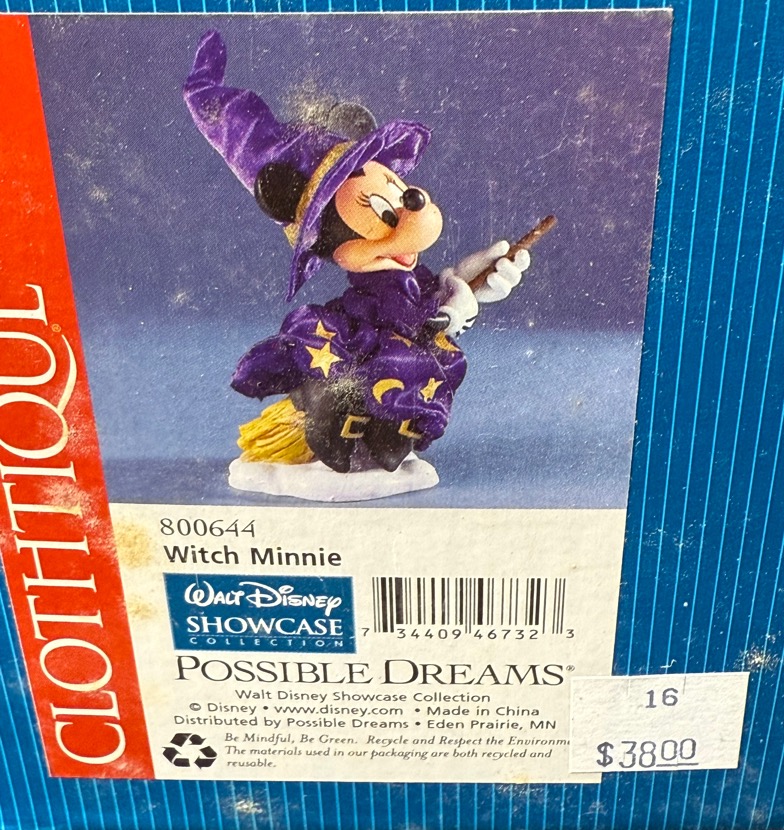 CLOTHTIQUE®
800644
Witch Minnie
WALT DISNEY
SHOWCASE
COLLECTION
7 34409 46732 3
POSSIBLE DREAMS®
Walt Disney Showcase Collection
© Disney • www.disney.com • Made in China
Distributed by Possible Dreams • Eden Prairie, MN
Be Mindful, Be Green. Recycle and Respect the Environm
The materials used in our packaging are both recycled and
reusable.
16
$38.00